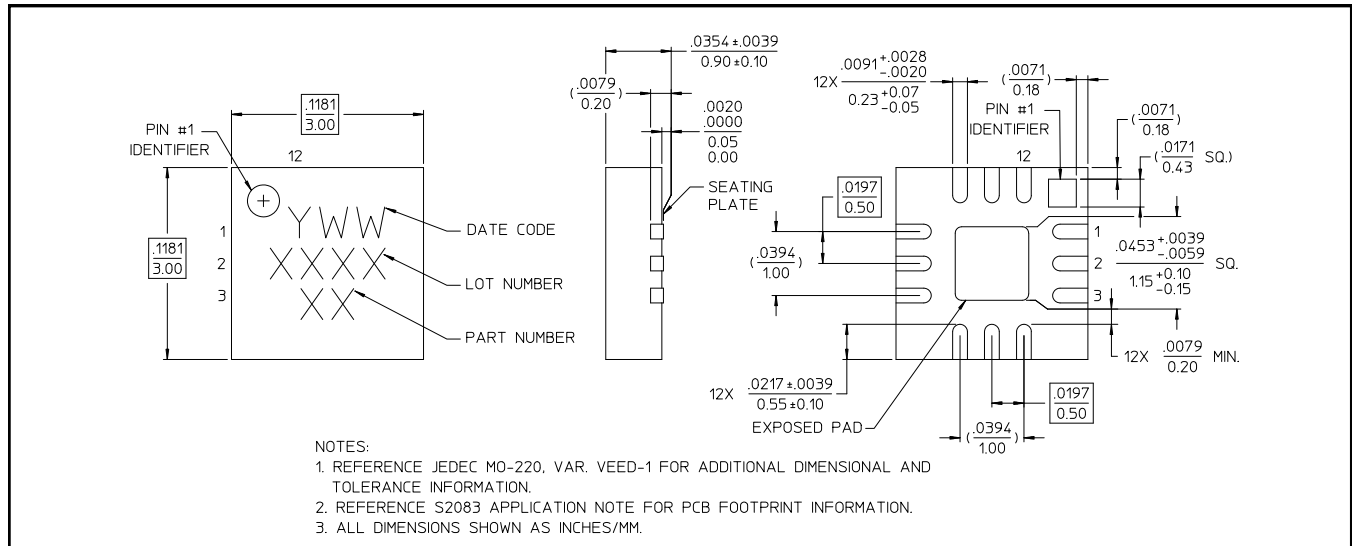 .1181
3.00
PIN #1
IDENTIFIER
12
.1181
3.00
1
2
3
YWW
XXXX
XX
DATE CODE
LOT NUMBER
PART NUMBER
.0354±.0039
0.90±0.10
(.0079
0.20)
.0020
.0000
0.05
0.00
SEATING
PLATE
12X .0091 +.0028
-.0020
0.23 +0.07
-0.05
(.0071
0.18)
PIN #1
IDENTIFIER
12
(.0071
0.18)
(.0171 SQ.)
0.43
.0197
0.50
(.0394
1.00)
1
2
3
.0453 +.0039
-.0059
SQ.
1.15 +0.10
-0.15
12X .0079 MIN.
0.20
12X .0217±.0039
0.55±0.10
EXPOSED PAD
.0197
0.50
(.0394
1.00)
NOTES:
1. REFERENCE JEDEC MO-220, VAR. VEED-1 FOR ADDITIONAL DIMENSIONAL AND
TOLERANCE INFORMATION.
2. REFERENCE S2083 APPLICATION NOTE FOR PCB FOOTPRINT INFORMATION.
3. ALL DIMENSIONS SHOWN AS INCHES/MM.